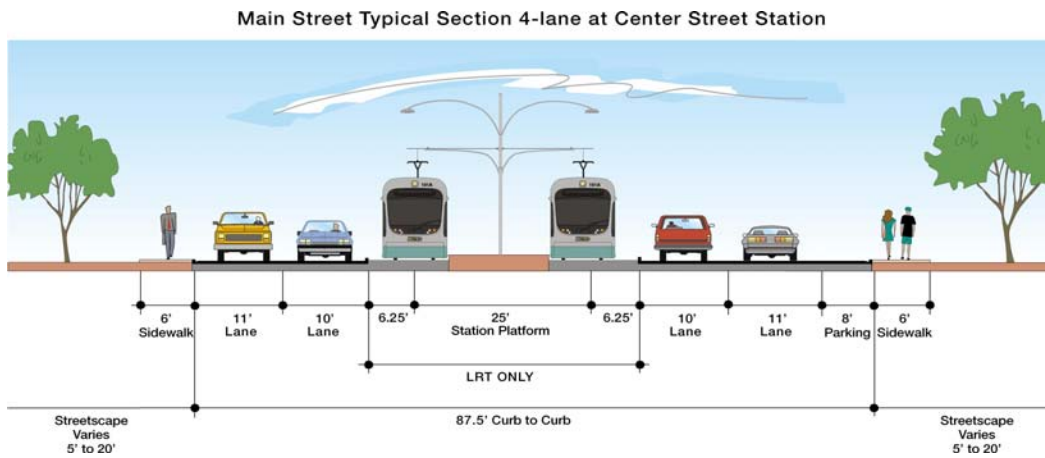 Main Street Typical Section 4-lane at Center Street Station
6'
Sidewalk
11'
Lane
10'
Lane
6.25'
25'
Station Platform
6.25'
10'
Lane
11'
Lane
8'
Parking
6'
Sidewalk
LRT ONLY
87.5' Curb to Curb
Streetscape
Varies
5' to 20'
Streetscape
Varies
5' to 20'